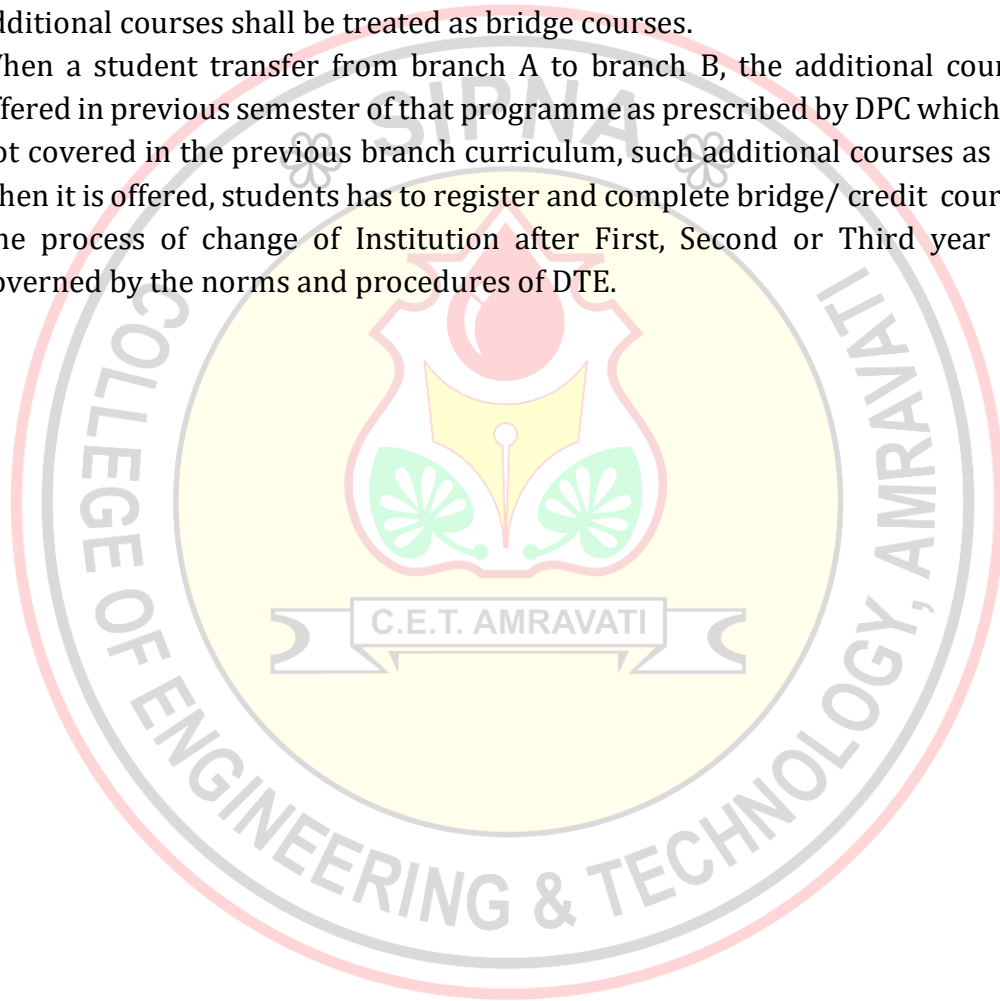 dditional courses shall be treated as bridge courses.
hen a student transfer from branch A to branch B, the additional cour
ffered in previous semester of that programme as prescribed by DPC which
ot covered in the previous branch curriculum, such additional courses as
hen it is offered, students has to register and complete bridge/ credit cour
he process of change of Institution after First, Second or Third year
overned by the norms and procedures of DTE.
SIPNA
COLLEGE OF ENGINEERING & TECHNOLOGY, AMRAVATI
C.E.T. AMRAVATI